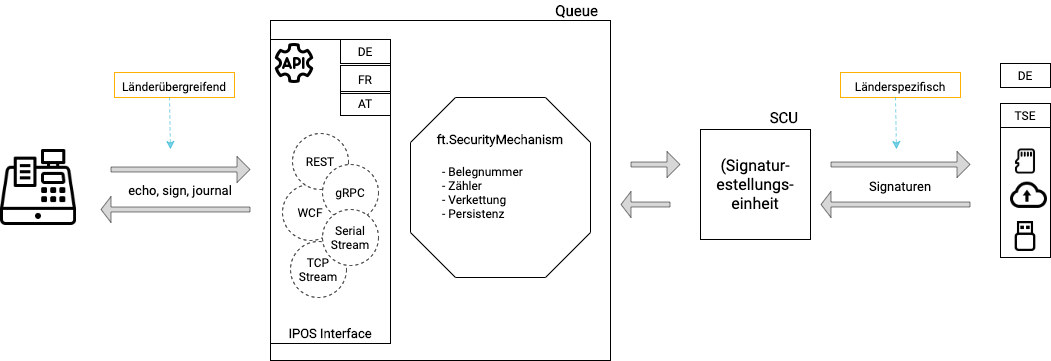 Queue
API
DE
FR
AT
Länderübergreifend
echo, sign, journal
REST
gRPC
WCF
Serial
Stream
TCP
Stream
IPOS Interface
ft.SecurityMechanism
- Belegnummer
- Zähler
- Verkettung
- Persistenz
SCU
(Signatur-
estellungs-
einheit
Länderspezifisch
Signaturen
DE
TSE